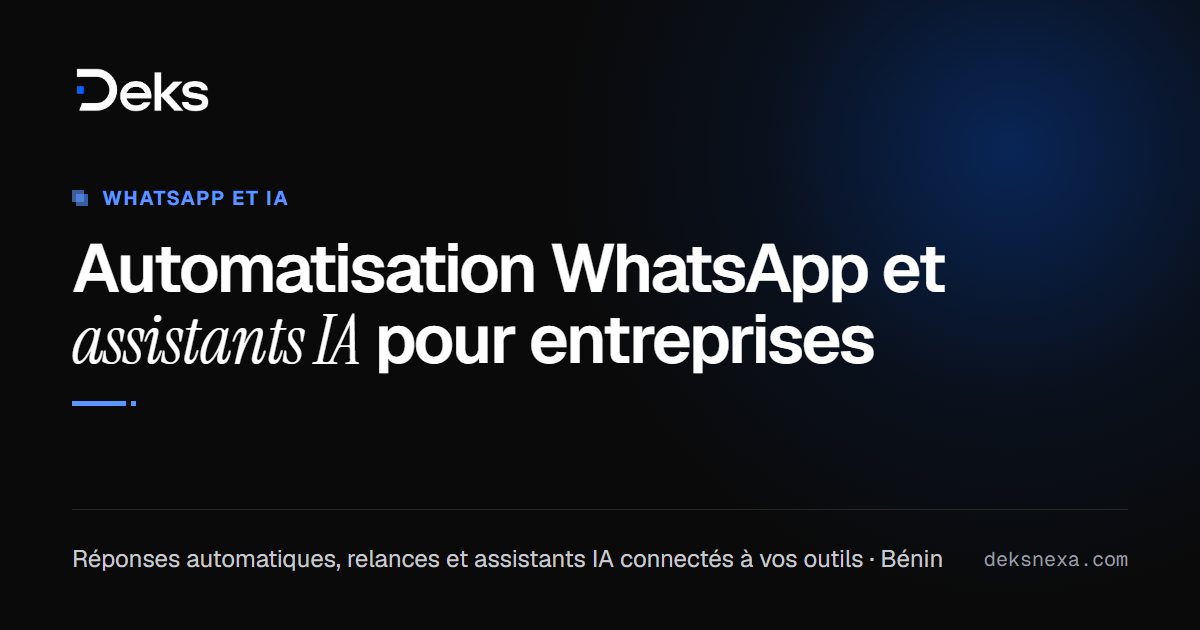 Deks
WHATSAPP ET IA
Automatisation WhatsApp et
assistants IA pour entreprises
Réponses automatiques, relances et assistants IA connectés à vos outils · Bénin
deksnexa.com